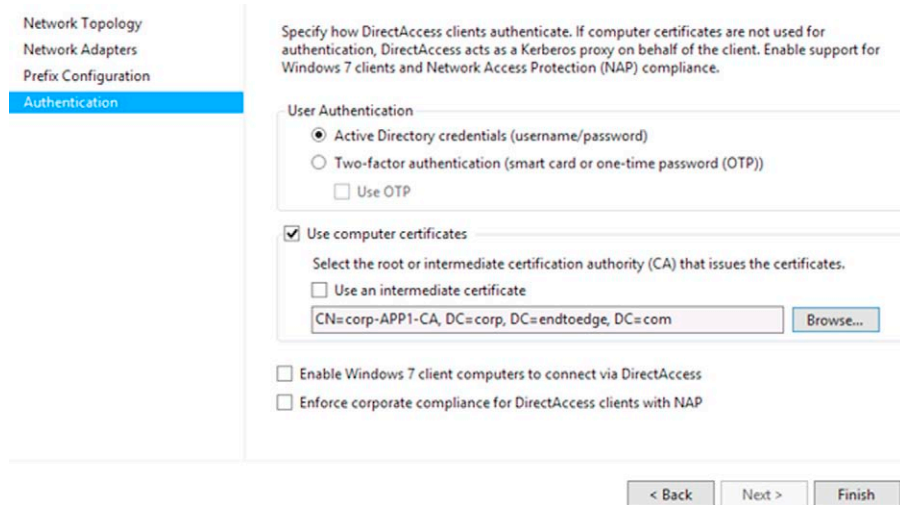 Network Topology
Network Adapters
Prefix Configuration
Authentication
Specify how DirectAccess clients authenticate. If computer certificates are not used for
authentication, DirectAccess acts as a Kerberos proxy on behalf of the client. Enable support for
Windows 7 clients and Network Access Protection (NAP) compliance.
User Authentication
Active Directory credentials (username/password)
Two-factor authentication (smart card or one-time password (OTP))
Use OTP
Use computer certificates
Select the root or intermediate certification authority (CA) that issues the certificates.
Use an intermediate certificate
CN=corp-APP1-CA, DC=corp, DC=endtoedge, DC=com
Browse...
Enable Windows 7 client computers to connect via DirectAccess
Enforce corporate compliance for DirectAccess clients with NAP
< Back
Next >
Finish